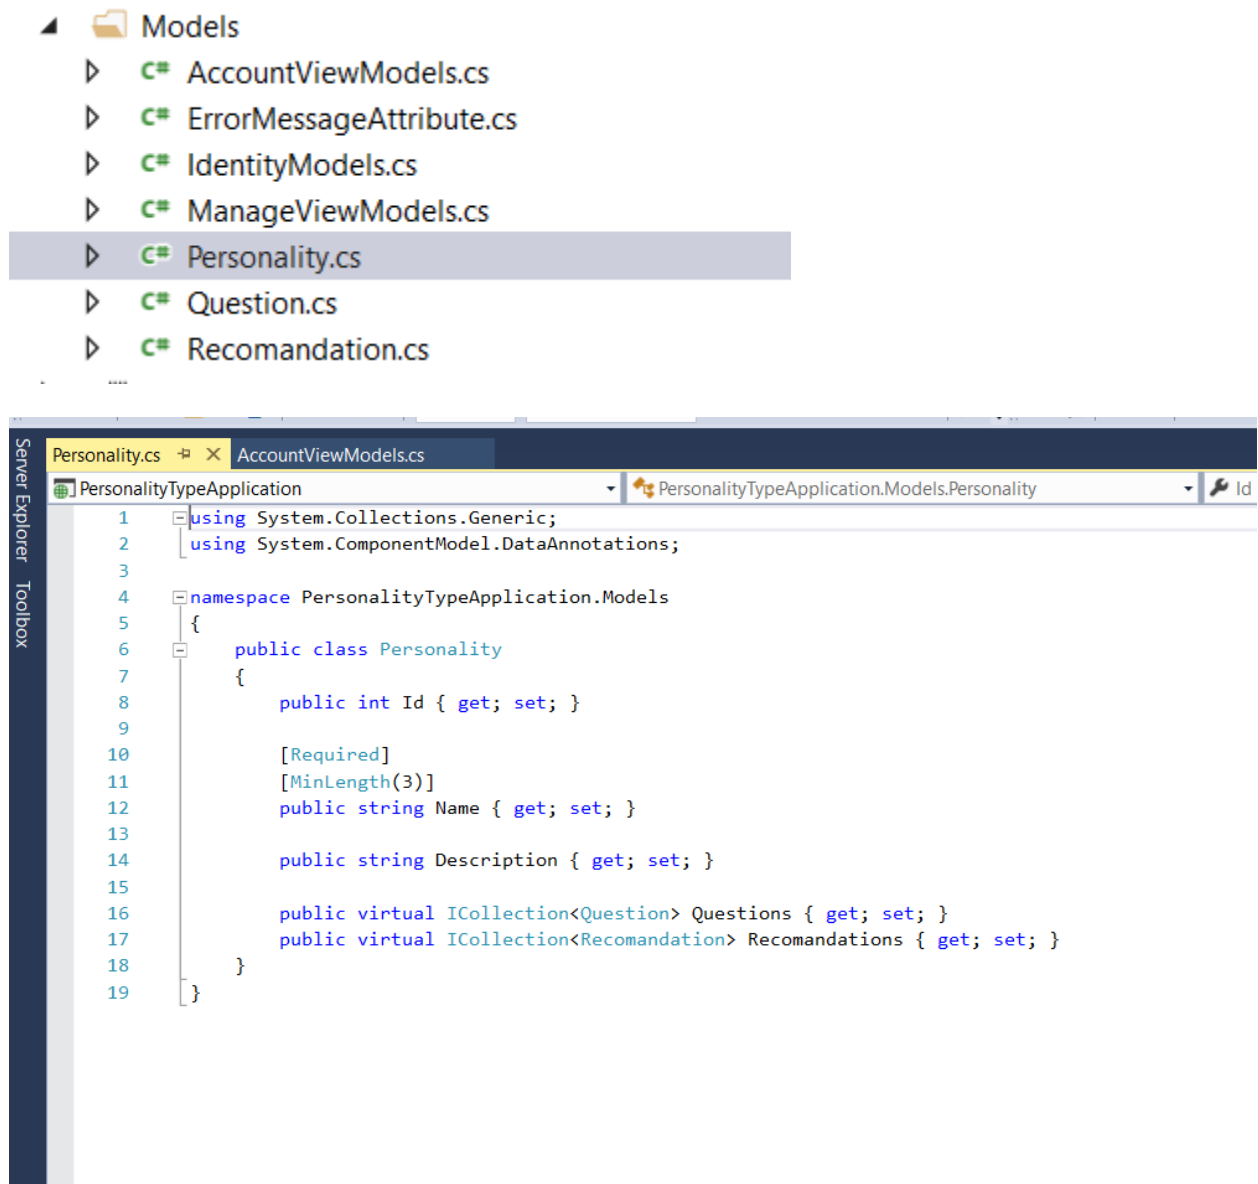 Models
C# AccountViewModels.cs
C# ErrorMessageAttribute.cs
C# IdentityModels.cs
C# ManageViewModels.cs
C# Personality.cs
C# Question.cs
C# Recomandation.cs
Server Explorer
Toolbox
Personality.cs AccountViewModels.cs
PersonalityTypeApplication PersonalityTypeApplication.Models.Personality Id
1 using System.Collections.Generic;
2 using System.ComponentModel.DataAnnotations;
3
4 namespace PersonalityTypeApplication.Models
5 {
6 public class Personality
7 {
8 public int Id { get; set; }
9
10 [Required]
11 [MinLength(3)]
12 public string Name { get; set; }
13
14 public string Description { get; set; }
15
16 public virtual ICollection<Question> Questions { get; set; }
17 public virtual ICollection<Recomandation> Recomandations { get; set; }
18 }
19 }